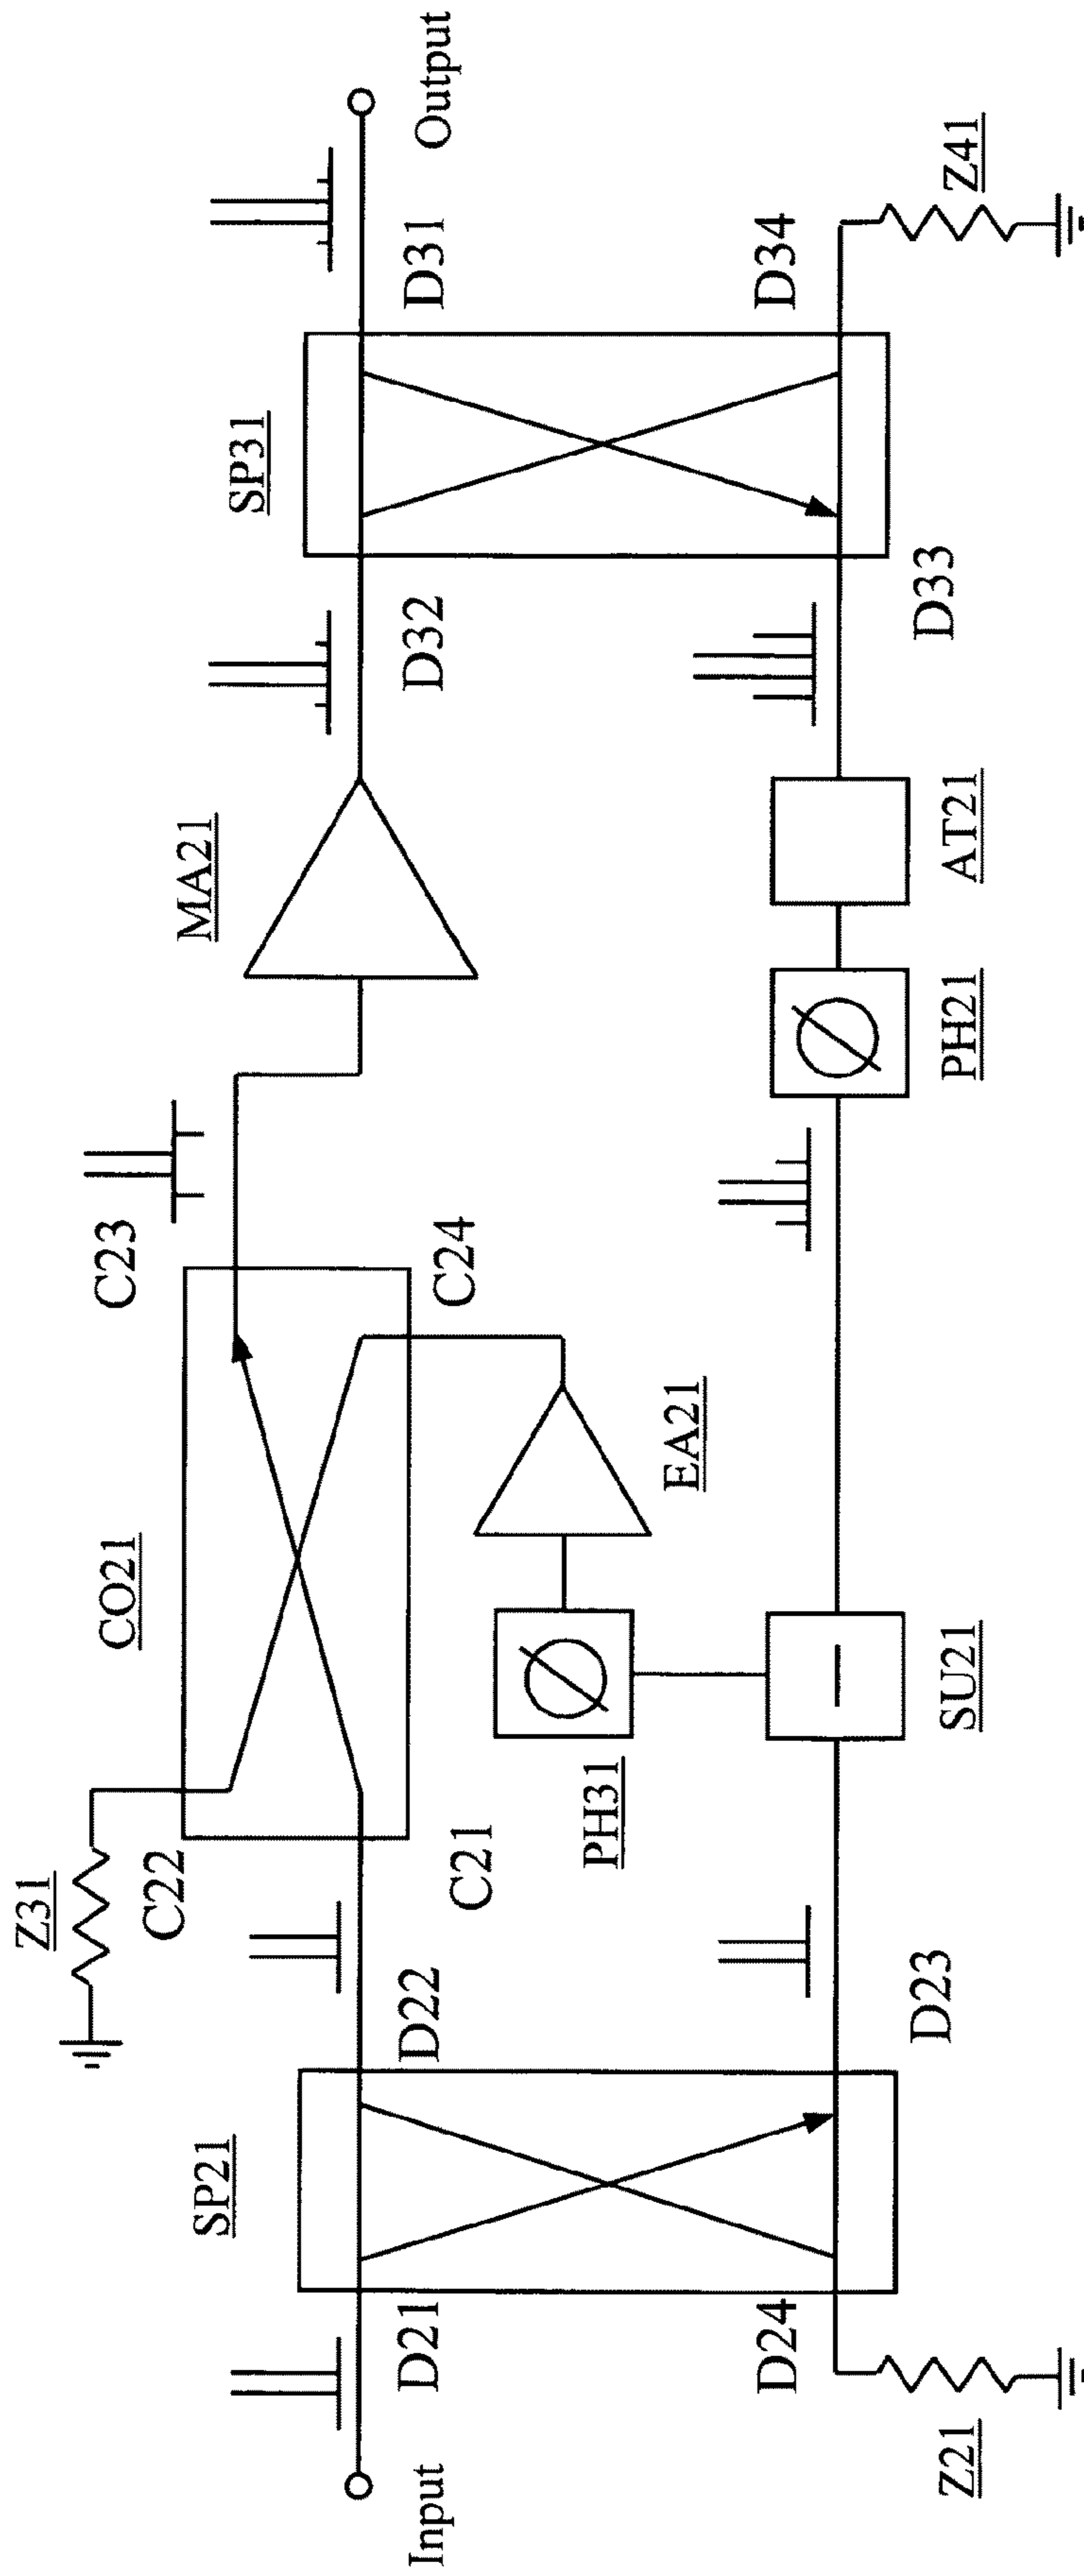 Z31
C22
C23
CO21
MA21
SP21
SP31
D22
C21
C24
D32
D31
Output
Input
D21
PH31
EA21
D24
D23
D33
D34
Z21
SU21
PH21
AT21
Z41